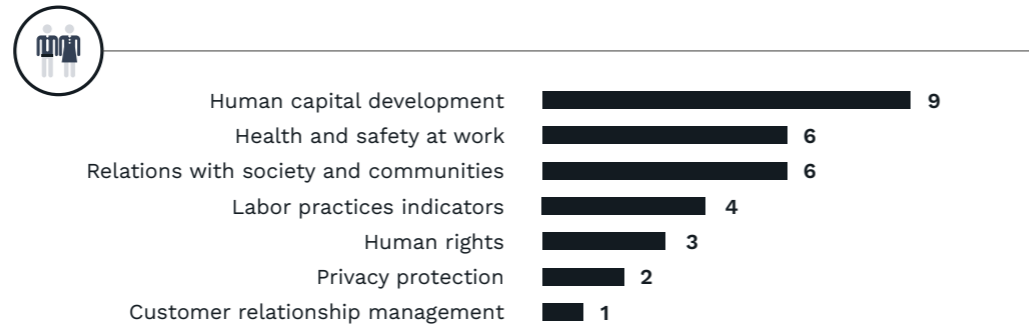 Human capital development 9
Health and safety at work 6
Relations with society and communities 6
Labor practices indicators 4
Human rights 3
Privacy protection 2
Customer relationship management 1